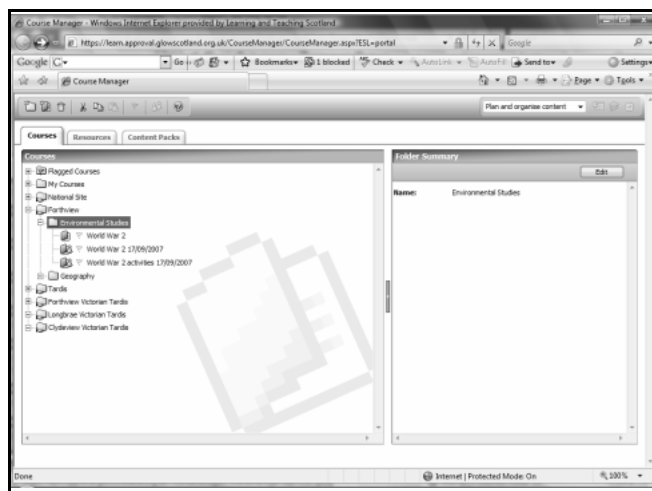 Course Manager - Windows Internet Explorer provided by Learning and Teaching Scotland
https://learn.approval.glowscotland.org.uk/CourseManager/CourseManager.aspx?ESL=portal
Google
Google G Go Bookmarks 1 blocked Check AutoLink AutoFill Send to Settings
Course Manager Page Tools
Plan and organise content
Courses Resources Content Packs
Courses
Flagged Courses
My Courses
National Site
Forthview
Environmental Studies
World War 2
World War 2 17/09/2007
World War 2 activities 17/09/2007
Geography
Tardis
Forthview Victorian Tardis
Longbrae Victorian Tardis
Clydeview Victorian Tardis
Folder Summary
Edit
Name: Environmental Studies
Done Internet | Protected Mode: On 100%